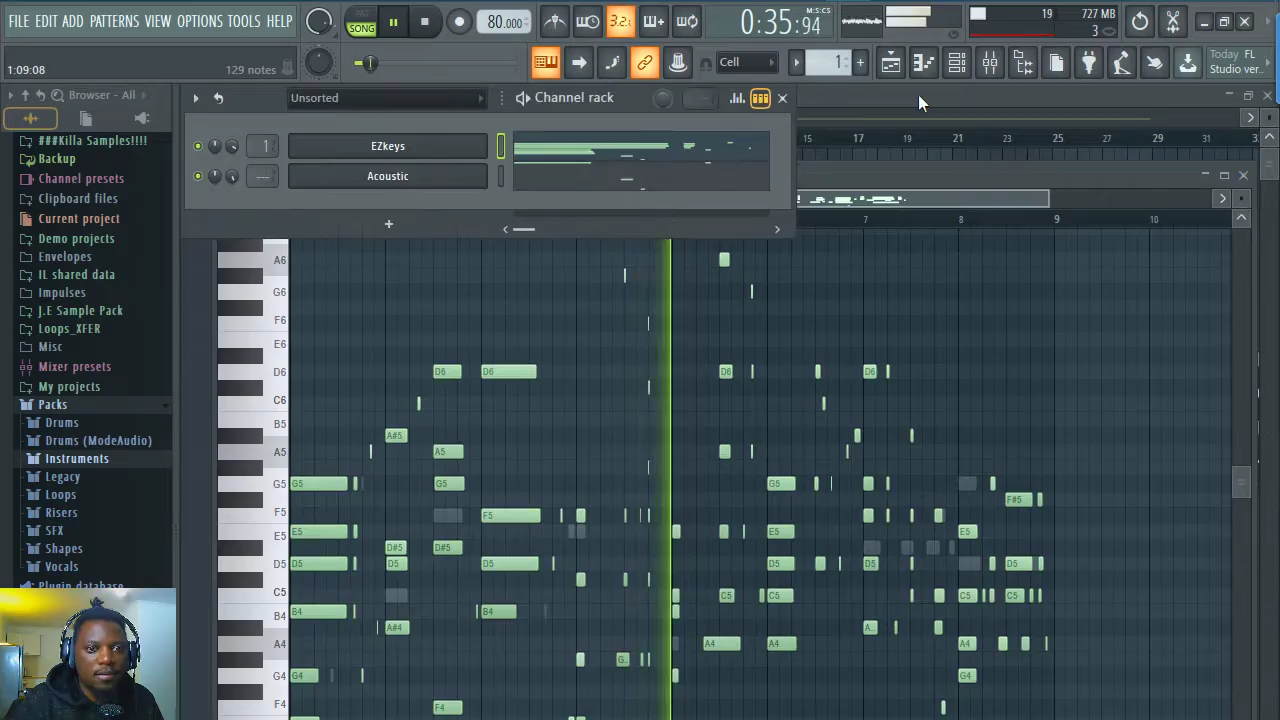 FILE EDIT ADD PATTERNS VIEW OPTIONS TOOLS HELP
SONG
80.000
3.2
0:35:94
M:S:CS
19
727 MB
3
1:09:08
129 notes
Cell
1
Today FL
Studio ver..
Browser - All
Unsorted
Channel rack
###Killa Samples!!!!
Backup
Channel presets
Clipboard files
Current project
Demo projects
Envelopes
IL shared data
Impulses
J.E Sample Pack
Loops_XFER
Misc
Mixer presets
My projects
Packs
Drums
Drums (ModeAudio)
Instruments
Legacy
Loops
Risers
SFX
Shapes
Vocals
Plugin database
1
EZkeys
---
Acoustic
15 17 19 21 23 25 27 29 31 3
7 8 9 10
A6
G6
F6
E6
D6 D6 D6 D6 D6
C6
B5
A#5
A5 A5
G5 G5 G5 G5
F#5
F5 F5
E5 E5 E5 E5
D#5 D#5
D5 D5 D5 D5 D5 D5 D5
C5 C5 C5 C5 C5
B4 B4 B4
A#4 A..
A4 A4 A4 A4
G..
G4 G4 G4
F4 F4